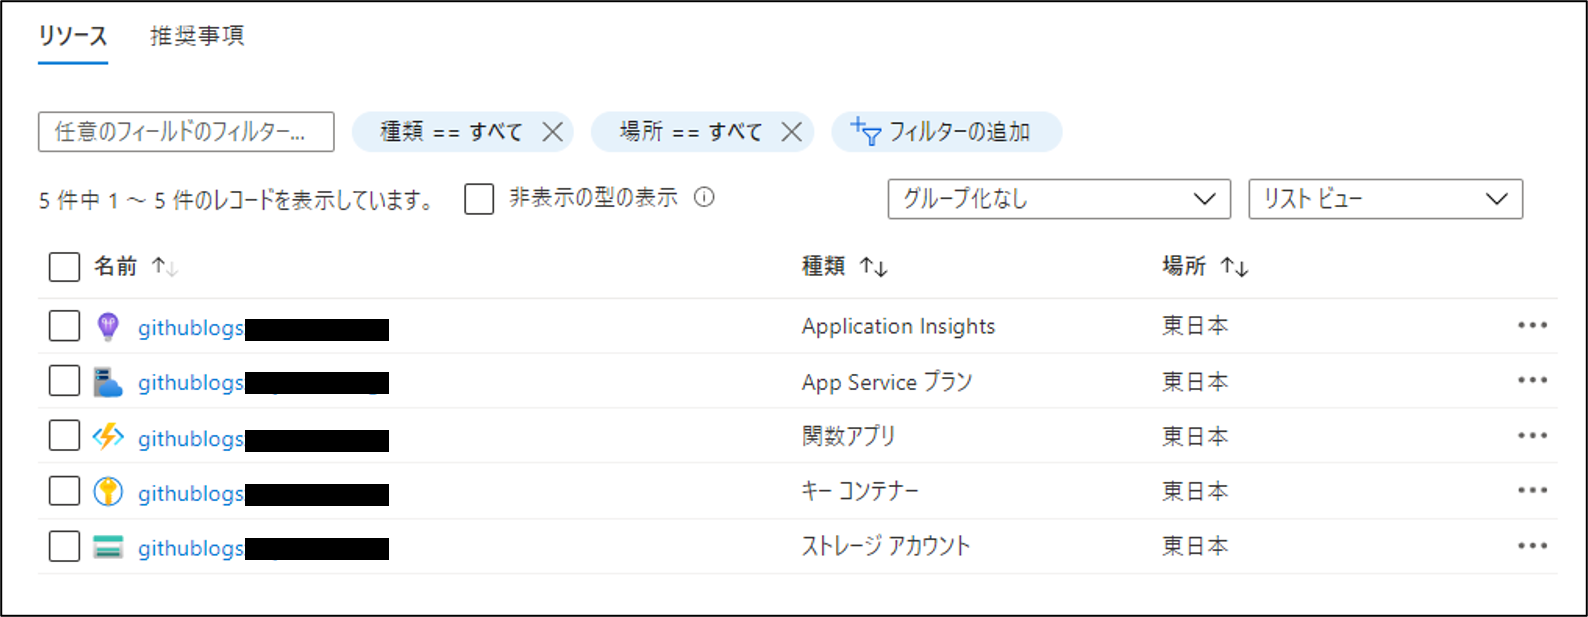 リソース 推奨事項
任意のフィールドのフィルター... 種類 == すべて 場所 == すべて フィルターの追加
5 件中 1 ～ 5 件のレコードを表示しています。 非表示の型の表示 グループ化なし リスト ビュー
名前 ↑↓ 種類 ↑↓ 場所 ↑↓
githublogs Application Insights 東日本 •••
githublogs App Service プラン 東日本 •••
githublogs 関数アプリ 東日本 •••
githublogs キー コンテナー 東日本 •••
githublogs ストレージ アカウント 東日本 •••